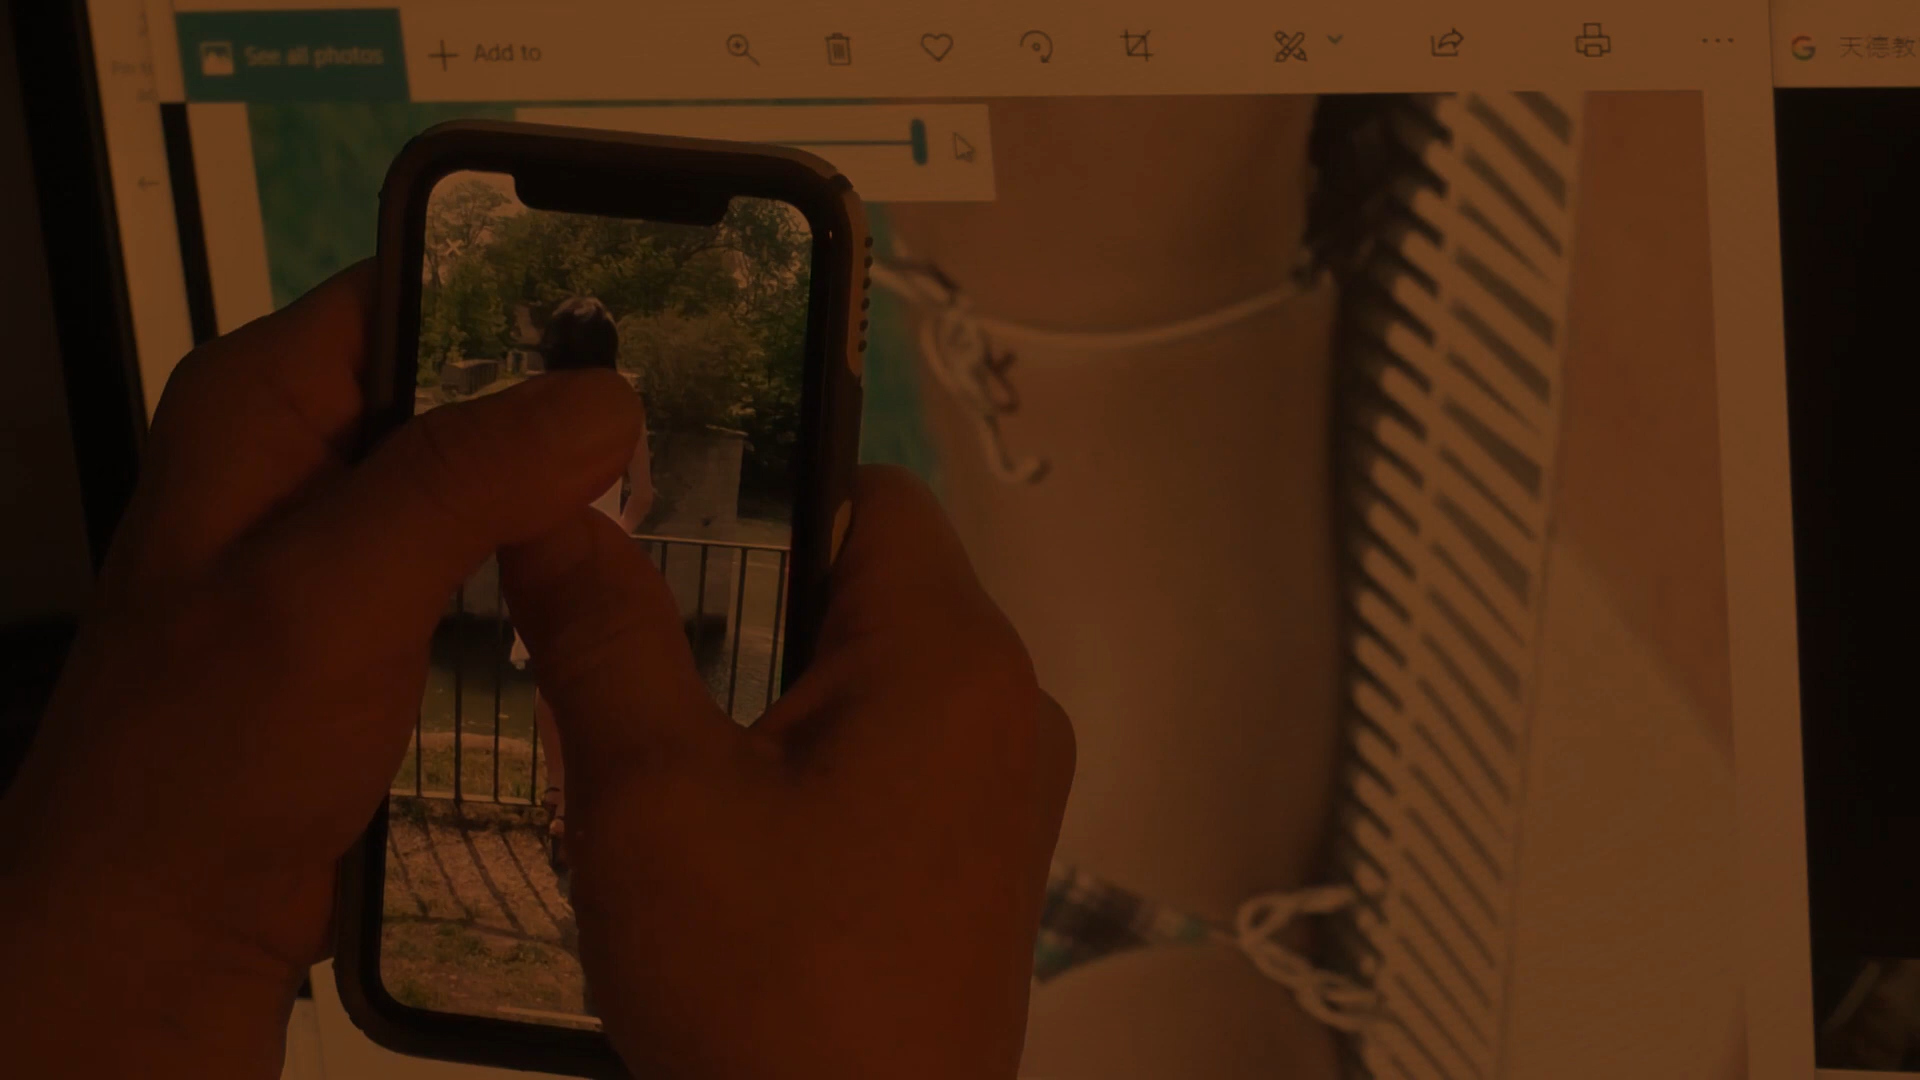 See all photos
Add to
天德教